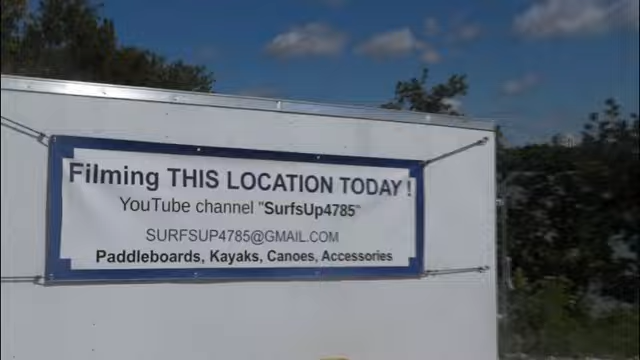 Filming THIS LOCATION TODAY!
YouTube channel "SurfsUp4785"
SURFSUP4785@GMAIL.COM
Paddleboards, Kayaks, Canoes, Accessories